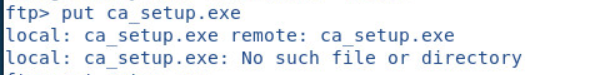 ftp> put ca_setup.exe
local: ca_setup.exe remote: ca_setup.exe
local: ca_setup.exe: No such file or directory